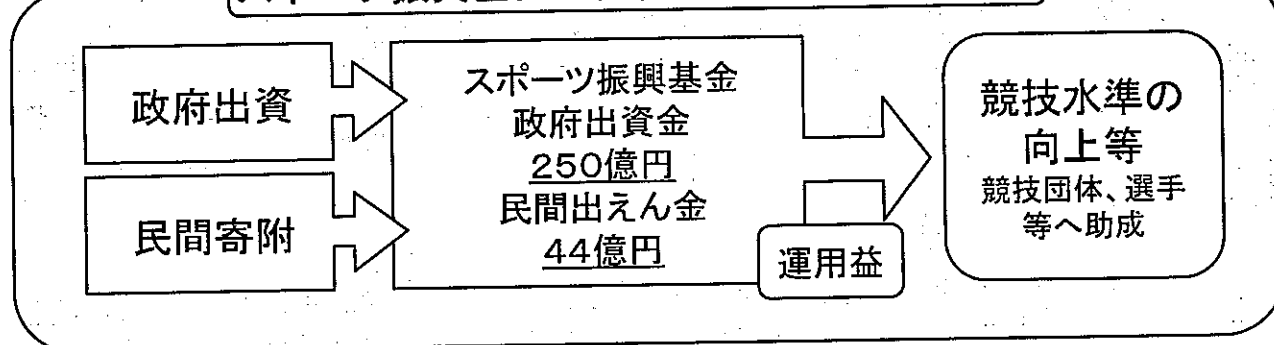 政府出資
民間寄附
スポーツ振興基金
政府出資金
250億円
民間出えん金
44億円
運用益
競技水準の
向上等
競技団体、選手
等へ助成